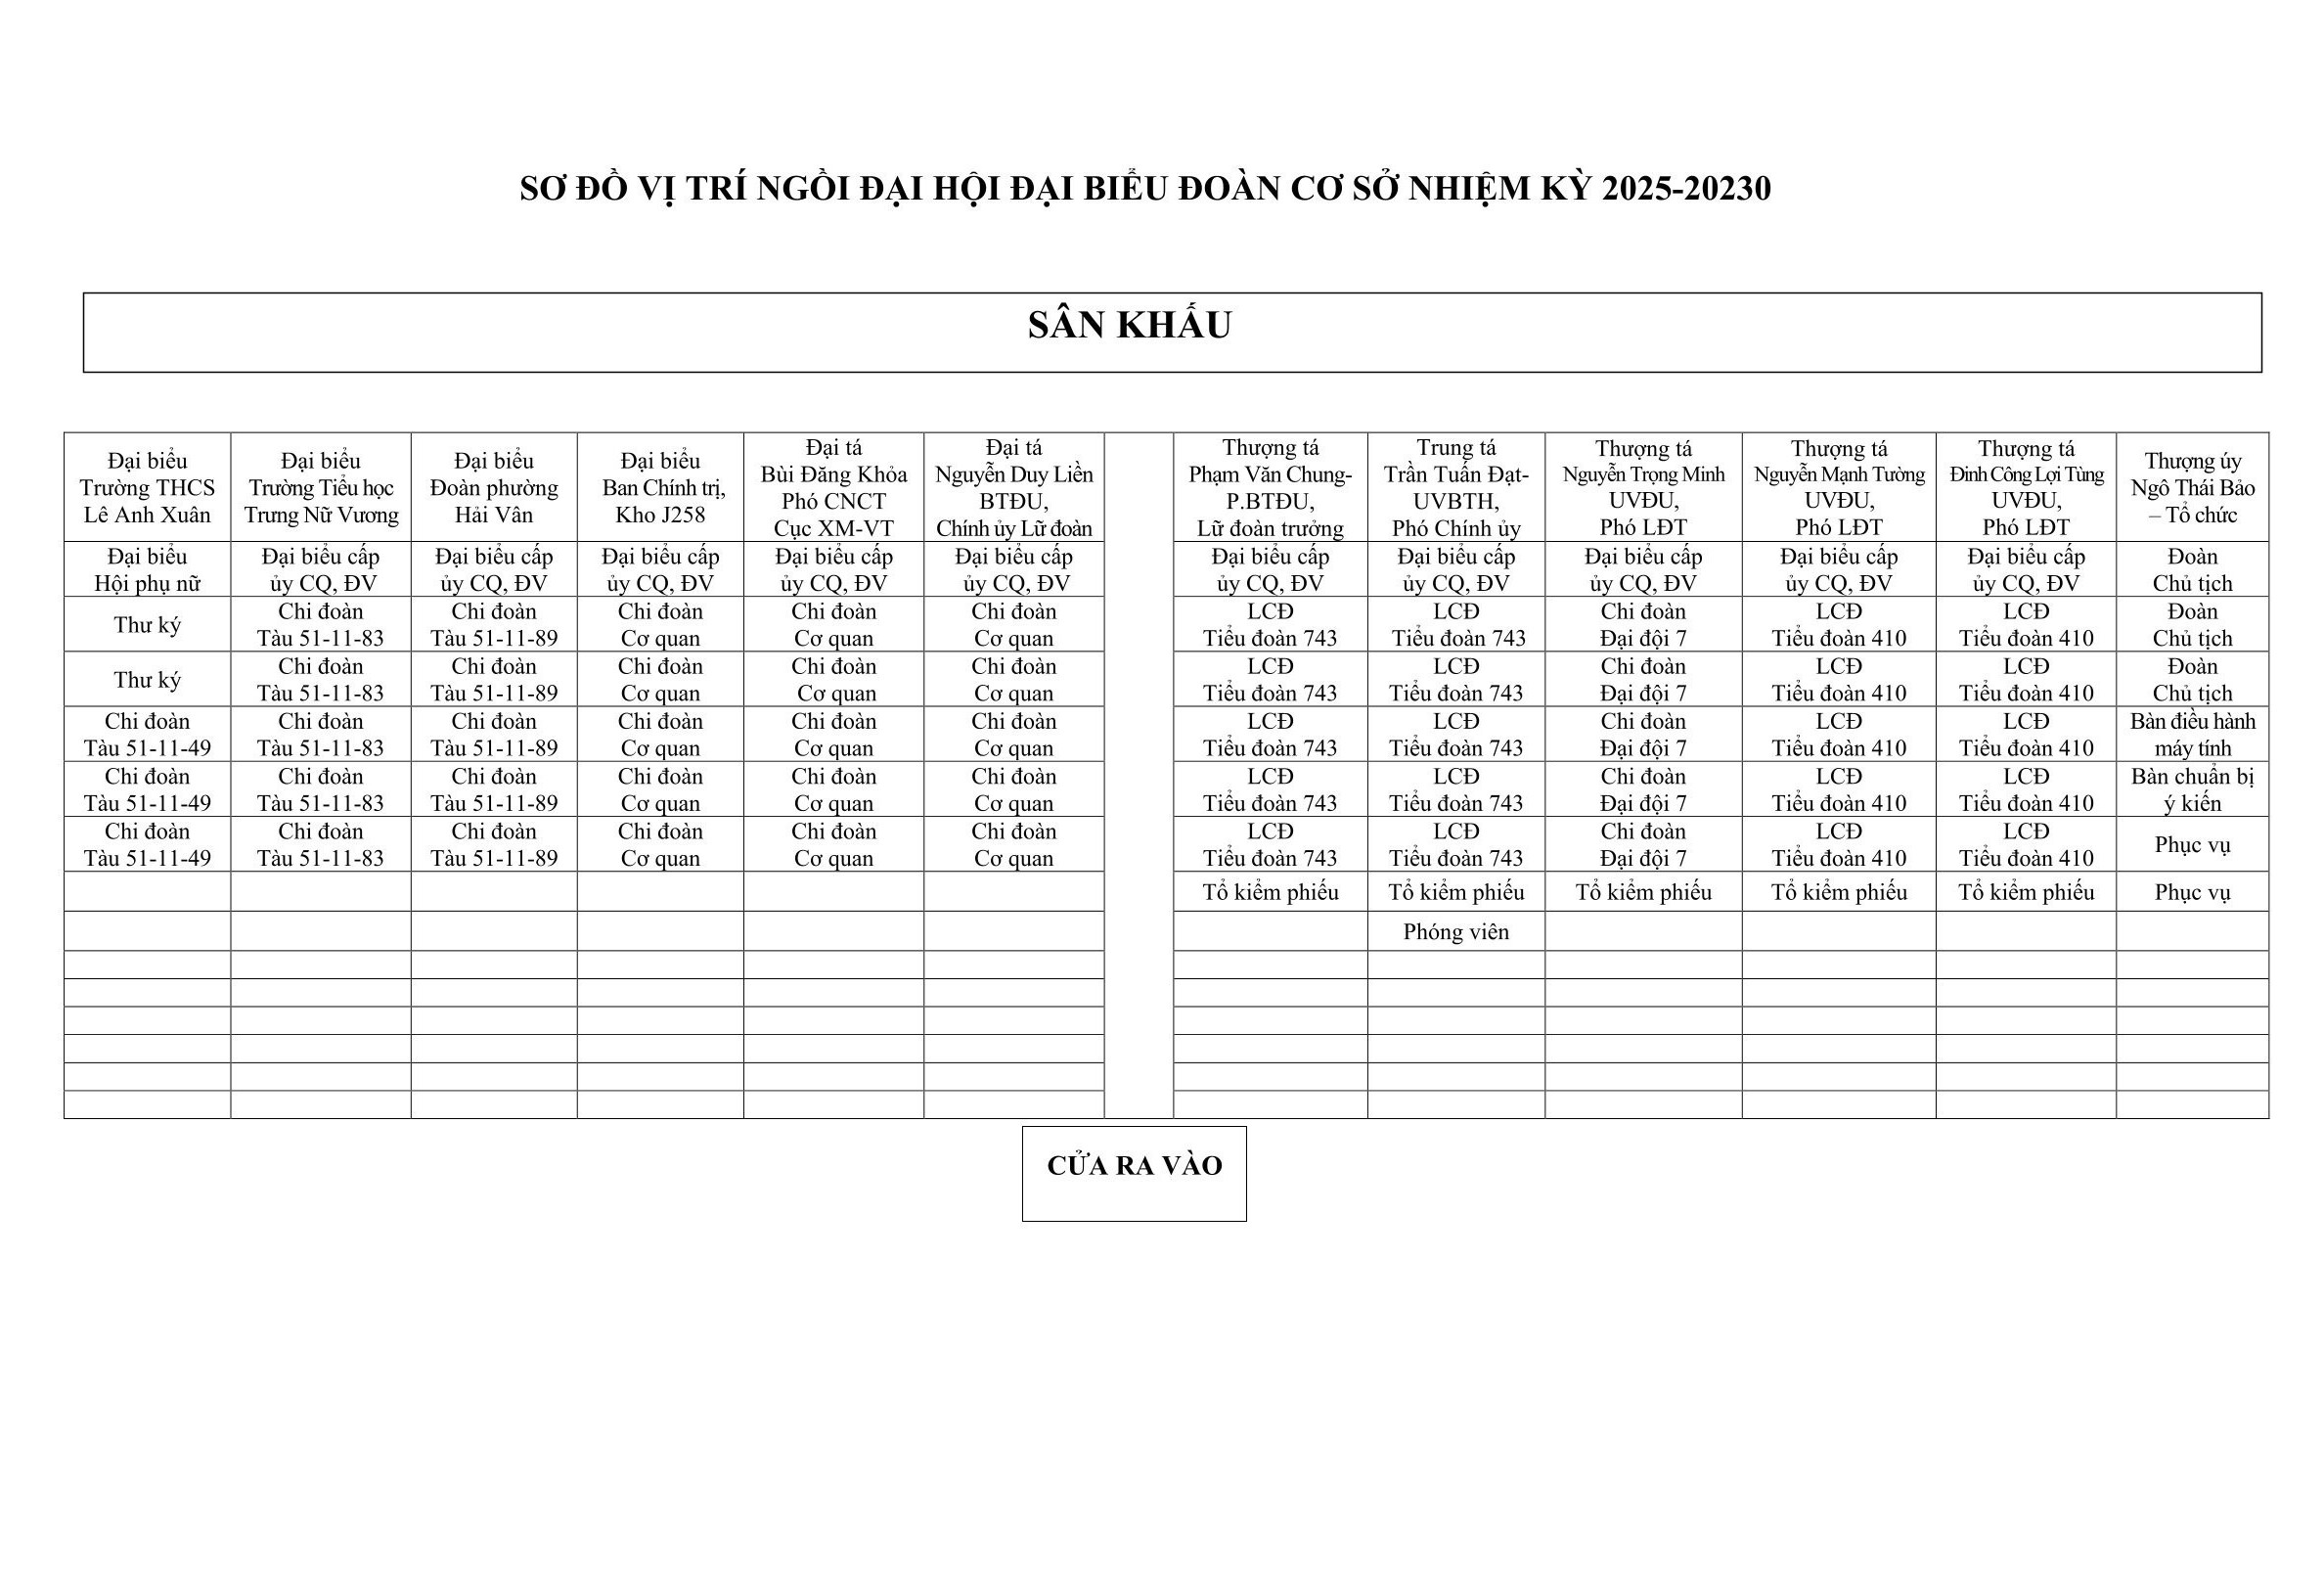 SƠ ĐỒ VỊ TRÍ NGỒI ĐẠI HỘI ĐẠI BIỂU ĐOÀN CƠ SỞ NHIỆM KỲ 2025-20230
SÂN KHẤU
Đại biểu
Trường THCS
Lê Anh Xuân
Đại biểu
Trường Tiểu học
Trưng Nữ Vương
Đại biểu
Đoàn phường
Hải Vân
Đại biểu
Ban Chính trị,
Kho J258
Đại tá
Bùi Đăng Khỏa
Phó CNCT
Cục XM-VT
Đại tá
Nguyễn Duy Liền
BTĐU,
Chính ủy Lữ đoàn
Thượng tá
Phạm Văn Chung-
P.BTĐU,
Lữ đoàn trưởng
Trung tá
Trần Tuấn Đạt-
UVBTH,
Phó Chính ủy
Thượng tá
Nguyễn Trọng Minh
UVĐU,
Phó LĐT
Thượng tá
Nguyễn Mạnh Tường
UVĐU,
Phó LĐT
Thượng tá
Đinh Công Lợi Tùng
UVĐU,
Phó LĐT
Thượng úy
Ngô Thái Bảo
– Tổ chức
Đại biểu
Hội phụ nữ
Đại biểu cấp
ủy CQ, ĐV
Đại biểu cấp
ủy CQ, ĐV
Đại biểu cấp
ủy CQ, ĐV
Đại biểu cấp
ủy CQ, ĐV
Đại biểu cấp
ủy CQ, ĐV
Đại biểu cấp
ủy CQ, ĐV
Đại biểu cấp
ủy CQ, ĐV
Đại biểu cấp
ủy CQ, ĐV
Đại biểu cấp
ủy CQ, ĐV
Đại biểu cấp
ủy CQ, ĐV
Đoàn
Chủ tịch
Thư ký
Chi đoàn
Tàu 51-11-83
Chi đoàn
Tàu 51-11-89
Chi đoàn
Cơ quan
Chi đoàn
Cơ quan
Chi đoàn
Cơ quan
LCĐ
Tiểu đoàn 743
LCĐ
Tiểu đoàn 743
Chi đoàn
Đại đội 7
LCĐ
Tiểu đoàn 410
LCĐ
Tiểu đoàn 410
Đoàn
Chủ tịch
Thư ký
Chi đoàn
Tàu 51-11-83
Chi đoàn
Tàu 51-11-89
Chi đoàn
Cơ quan
Chi đoàn
Cơ quan
Chi đoàn
Cơ quan
LCĐ
Tiểu đoàn 743
LCĐ
Tiểu đoàn 743
Chi đoàn
Đại đội 7
LCĐ
Tiểu đoàn 410
LCĐ
Tiểu đoàn 410
Đoàn
Chủ tịch
Chi đoàn
Tàu 51-11-49
Chi đoàn
Tàu 51-11-83
Chi đoàn
Tàu 51-11-89
Chi đoàn
Cơ quan
Chi đoàn
Cơ quan
Chi đoàn
Cơ quan
LCĐ
Tiểu đoàn 743
LCĐ
Tiểu đoàn 743
Chi đoàn
Đại đội 7
LCĐ
Tiểu đoàn 410
LCĐ
Tiểu đoàn 410
Bàn điều hành
máy tính
Chi đoàn
Tàu 51-11-49
Chi đoàn
Tàu 51-11-83
Chi đoàn
Tàu 51-11-89
Chi đoàn
Cơ quan
Chi đoàn
Cơ quan
Chi đoàn
Cơ quan
LCĐ
Tiểu đoàn 743
LCĐ
Tiểu đoàn 743
Chi đoàn
Đại đội 7
LCĐ
Tiểu đoàn 410
LCĐ
Tiểu đoàn 410
Bàn chuẩn bị
ý kiến
Chi đoàn
Tàu 51-11-49
Chi đoàn
Tàu 51-11-83
Chi đoàn
Tàu 51-11-89
Chi đoàn
Cơ quan
Chi đoàn
Cơ quan
Chi đoàn
Cơ quan
LCĐ
Tiểu đoàn 743
LCĐ
Tiểu đoàn 743
Chi đoàn
Đại đội 7
LCĐ
Tiểu đoàn 410
LCĐ
Tiểu đoàn 410
Phục vụ
Tổ kiểm phiếu
Tổ kiểm phiếu
Tổ kiểm phiếu
Tổ kiểm phiếu
Tổ kiểm phiếu
Phục vụ
Phóng viên
CỬA RA VÀO